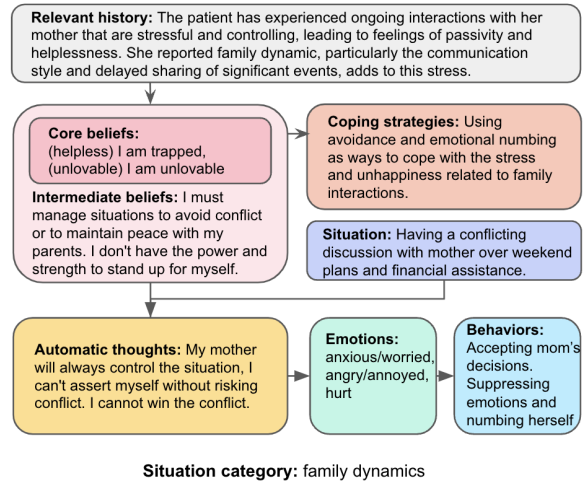 Relevant history: The patient has experienced ongoing interactions with her
mother that are stressful and controlling, leading to feelings of passivity and
helplessness. She reported family dynamic, particularly the communication
style and delayed sharing of significant events, adds to this stress.
Core beliefs:
(helpless) I am trapped,
(unlovable) I am unlovable
Intermediate beliefs: I must
manage situations to avoid conflict
or to maintain peace with my
parents. I don't have the power and
strength to stand up for myself.
Coping strategies: Using
avoidance and emotional numbing
as ways to cope with the stress
and unhappiness related to family
interactions.
Situation: Having a conflicting
discussion with mother over weekend
plans and financial assistance.
Automatic thoughts: My mother
will always control the situation, I
can't assert myself without risking
conflict. I cannot win the conflict.
Emotions:
anxious/worried,
angry/annoyed,
hurt
Behaviors:
Accepting mom's
decisions.
Suppressing
emotions and
numbing herself
Situation category: family dynamics